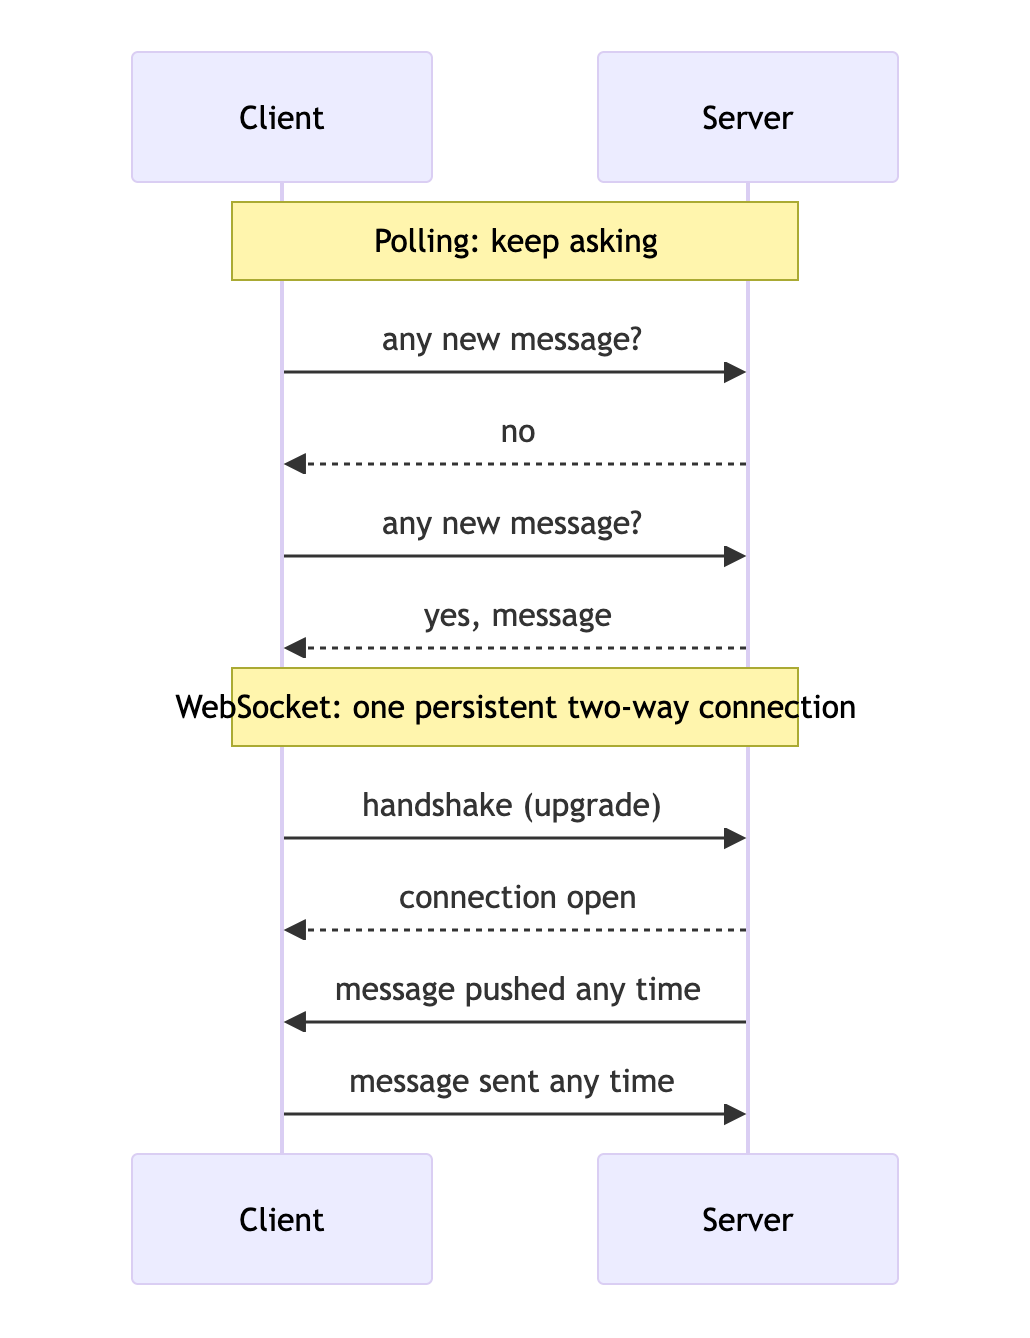 Client
Server
Polling: keep asking
any new message?
no
any new message?
yes, message
WebSocket: one persistent two-way connection
handshake (upgrade)
connection open
message pushed any time
message sent any time
Client
Server